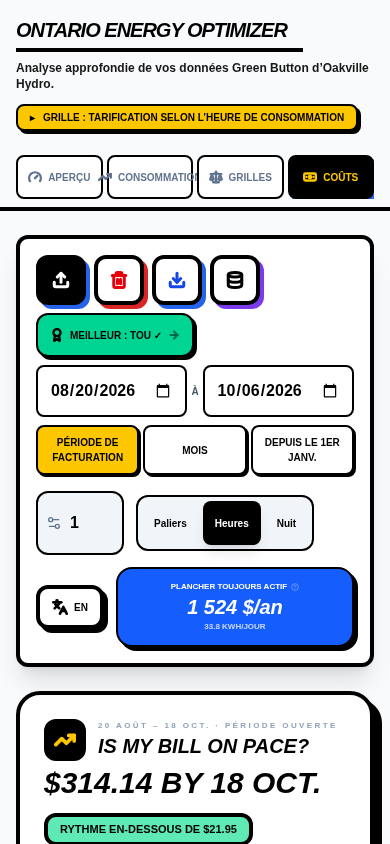 ONTARIO ENERGY OPTIMIZER
Analyse approfondie de vos données Green Button d'Oakville
Hydro.
► GRILLE : TARIFICATION SELON L'HEURE DE CONSOMMATION
APERÇU CONSOMMATION GRILLES COÛTS
MEILLEUR : TOU ✓ →
08/20/2026 À 10/06/2026
PÉRIODE DE
FACTURATION
MOIS
DEPUIS LE 1ER
JANV.
1 Paliers Heures Nuit
EN
PLANCHER TOUJOURS ACTIF
1 524 $/an
33.8 KWH/JOUR
20 AOÛT – 18 OCT. · PÉRIODE OUVERTE
IS MY BILL ON PACE?
$314.14 BY 18 OCT.
RYTHME EN-DESSOUS DE $21.95